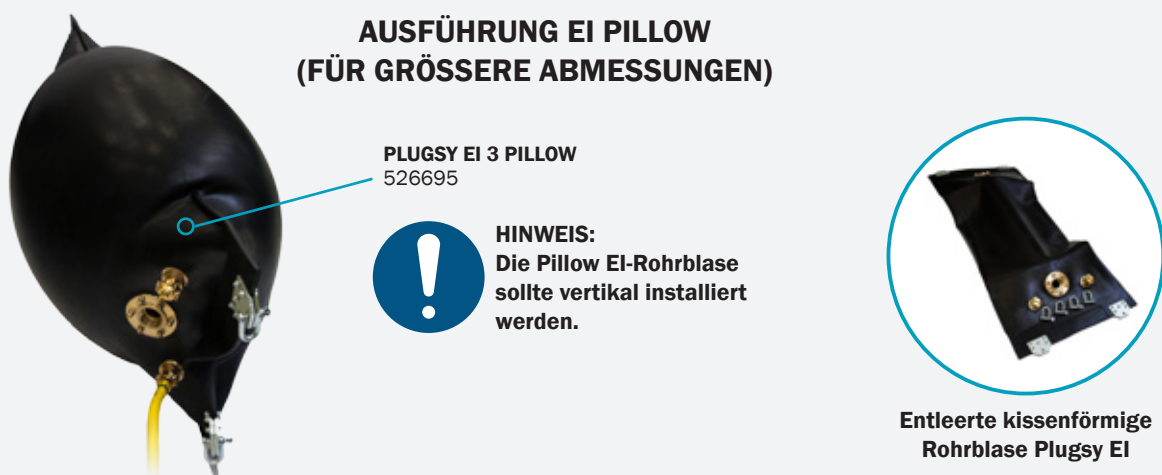 AUSFÜHRUNG EI PILLOW
(FÜR GRÖSSERE ABMESSUNGEN)
PLUGSY EI 3 PILLOW
526695
HINWEIS:
Die Pillow EI-Rohrblase
sollte vertikal installiert
werden.
Entleerte kissenförmige
Rohrblase Plugsy EI